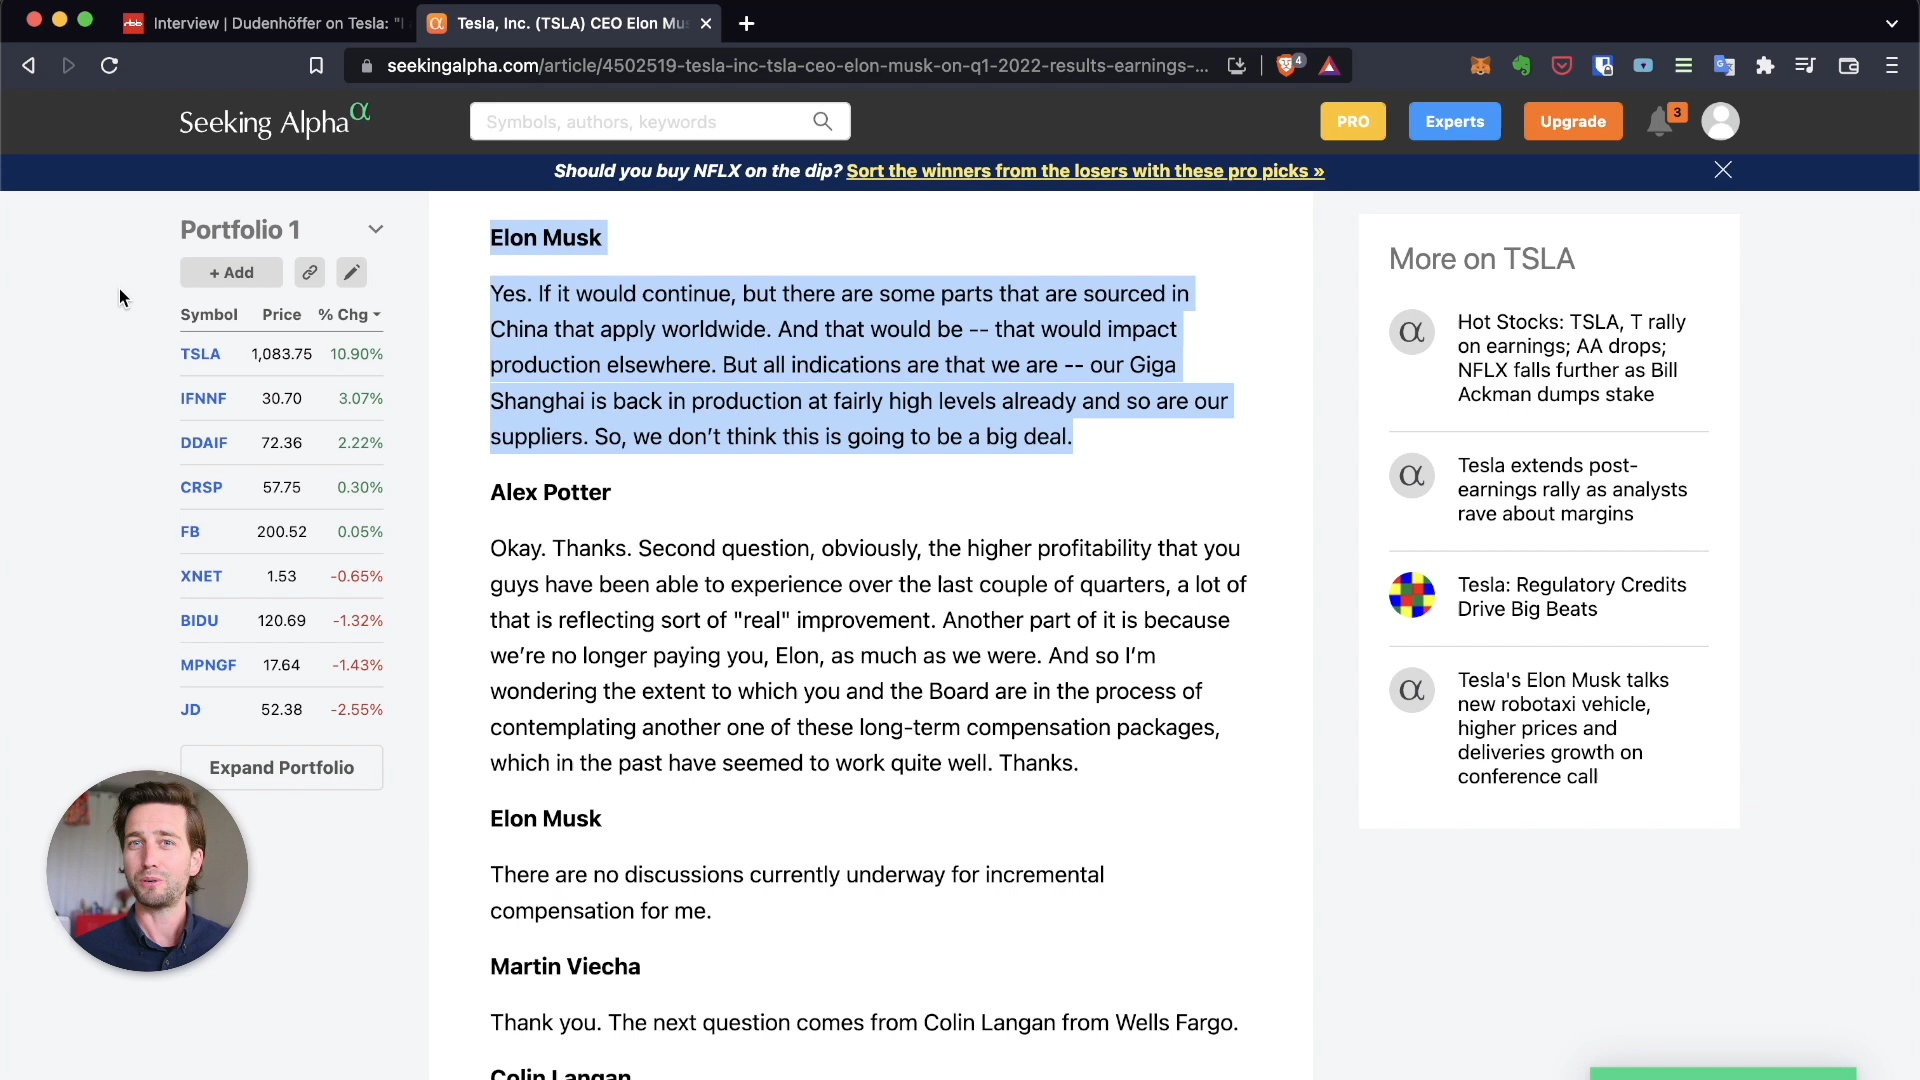 Interview | Dudenhöffer on Tesla: "I
Tesla, Inc. (TSLA) CEO Elon Mus
seekingalpha.com/article/4502519-tesla-inc-tsla-ceo-elon-musk-on-q1-2022-results-earnings-...
4
Seeking Alpha α
Symbols, authors, keywords
PRO
Experts
Upgrade
3
Should you buy NFLX on the dip? Sort the winners from the losers with these pro picks »
Portfolio 1
+ Add
Symbol Price % Chg
TSLA 1,083.75 10.90%
IFNNF 30.70 3.07%
DDAIF 72.36 2.22%
CRSP 57.75 0.30%
FB 200.52 0.05%
XNET 1.53 -0.65%
BIDU 120.69 -1.32%
MPNGF 17.64 -1.43%
JD 52.38 -2.55%
Expand Portfolio
Elon Musk
Yes. If it would continue, but there are some parts that are sourced in
China that apply worldwide. And that would be -- that would impact
production elsewhere. But all indications are that we are -- our Giga
Shanghai is back in production at fairly high levels already and so are our
suppliers. So, we don’t think this is going to be a big deal.
Alex Potter
Okay. Thanks. Second question, obviously, the higher profitability that you
guys have been able to experience over the last couple of quarters, a lot of
that is reflecting sort of "real" improvement. Another part of it is because
we’re no longer paying you, Elon, as much as we were. And so I’m
wondering the extent to which you and the Board are in the process of
contemplating another one of these long-term compensation packages,
which in the past have seemed to work quite well. Thanks.
Elon Musk
There are no discussions currently underway for incremental
compensation for me.
Martin Viecha
Thank you. The next question comes from Colin Langan from Wells Fargo.
Colin Langan
More on TSLA
α
Hot Stocks: TSLA, T rally
on earnings; AA drops;
NFLX falls further as Bill
Ackman dumps stake
α
Tesla extends post-
earnings rally as analysts
rave about margins
Tesla: Regulatory Credits
Drive Big Beats
α
Tesla's Elon Musk talks
new robotaxi vehicle,
higher prices and
deliveries growth on
conference call